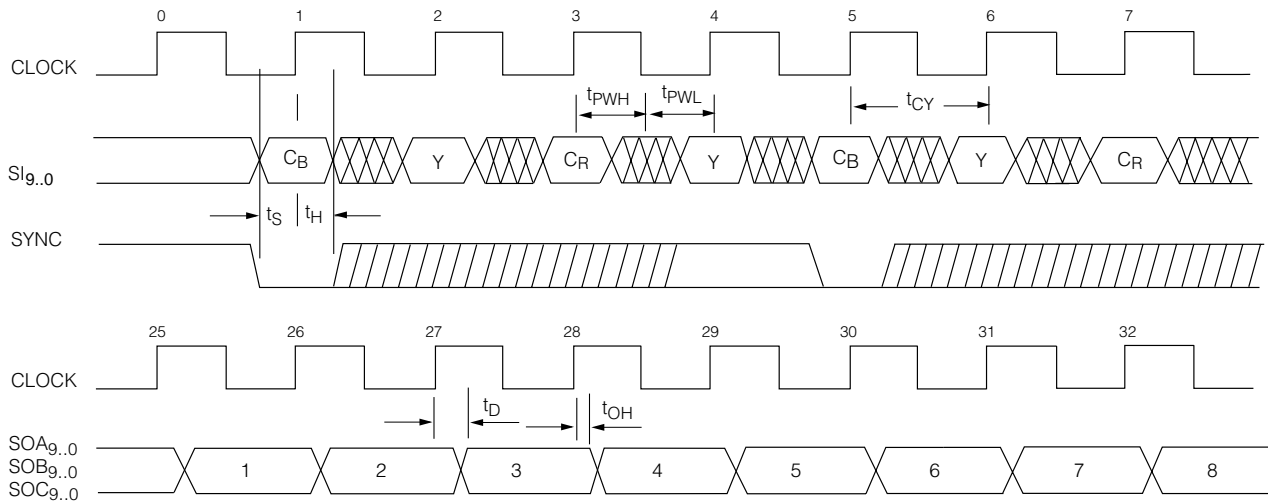 0 1 2 3 4 5 6 7
CLOCK
tPWH tPWL tCY
SI9..0 CB Y CR Y CB Y CR
tS tH
SYNC
25 26 27 28 29 30 31 32
CLOCK
tD tOH
SOA9..0
SOB9..0 1 2 3 4 5 6 7 8
SOC9..0